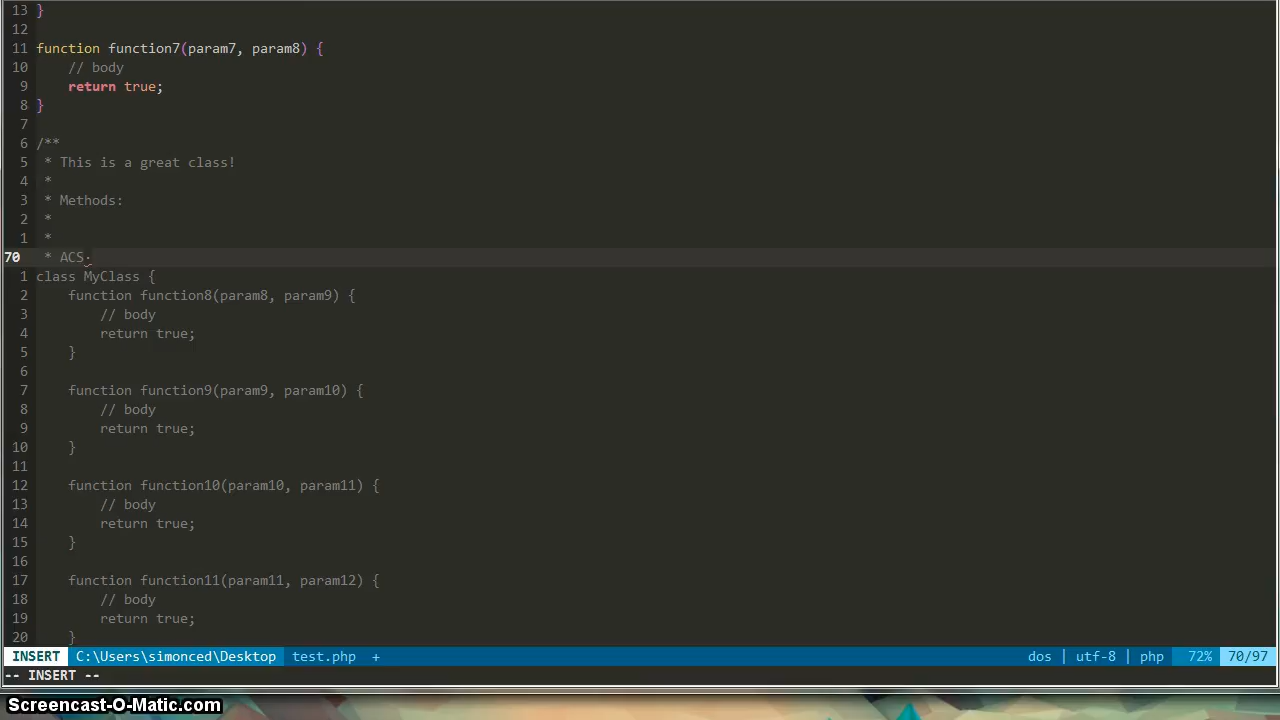 13 }
12
11 function function7(param7, param8) {
10     // body
9     return true;
8 }
7
6 /**
5  * This is a great class!
4  *
3  * Methods:
2  *
1  *
70  * ACS·
1 class MyClass {
2     function function8(param8, param9) {
3         // body
4         return true;
5     }
6
7     function function9(param9, param10) {
8         // body
9         return true;
10     }
11
12     function function10(param10, param11) {
13         // body
14         return true;
15     }
16
17     function function11(param11, param12) {
18         // body
19         return true;
20     }
INSERT C:\Users\simonced\Desktop test.php + dos | utf-8 | php 72% 70/97
-- INSERT --
Screencast-O-Matic.com